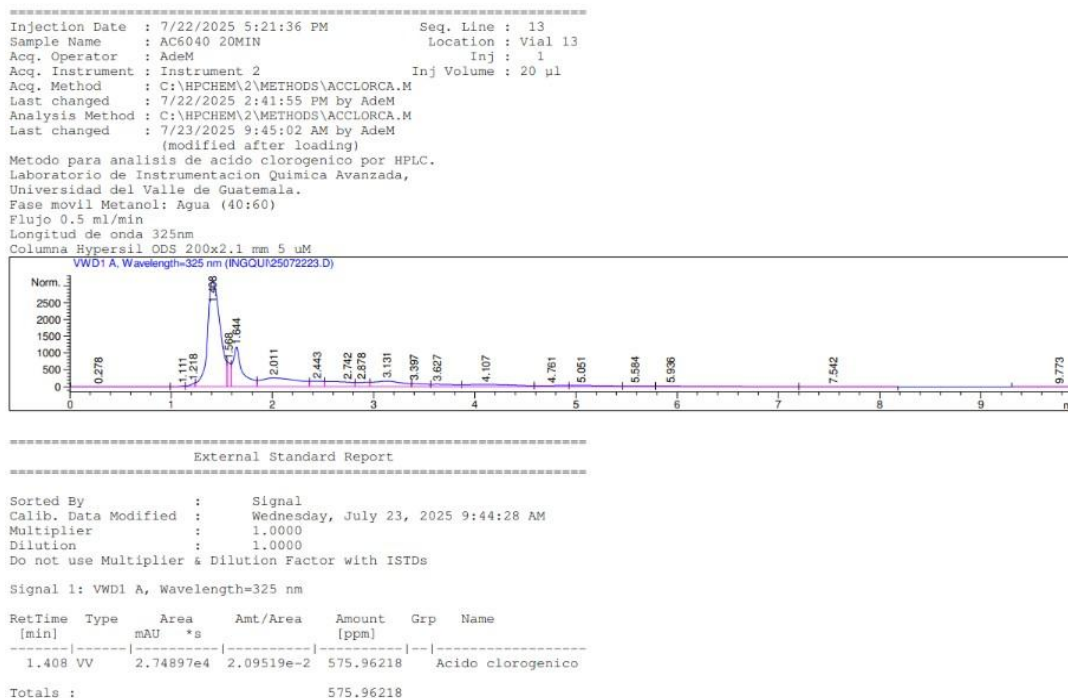 ==================================================================
Injection Date : 7/22/2025 5:21:36 PM Seq. Line : 13
Sample Name : AC6040 20MIN Location : Vial 13
Acq. Operator : AdeM Inj : 1
Acq. Instrument : Instrument 2 Inj Volume : 20 µl
Acq. Method : C:\HPCHEM\2\METHODS\ACCLORCA.M
Last changed : 7/22/2025 2:41:55 PM by AdeM
Analysis Method : C:\HPCHEM\2\METHODS\ACCLORCA.M
Last changed : 7/23/2025 9:45:02 AM by AdeM
(modified after loading)
Metodo para analisis de acido clorogenico por HPLC.
Laboratorio de Instrumentacion Quimica Avanzada,
Universidad del Valle de Guatemala.
Fase movil Metanol: Agua (40:60)
Flujo 0.5 ml/min
Longitud de onda 325nm
Columna Hypersil ODS 200x2.1 mm 5 uM
VWD1 A, Wavelength=325 nm (INGQUI\25072223.D)
Norm.
2500
2000
1500
1000
500
0
0.278
1.111
1.218
1.408
1.568
1.644
2.011
2.443
2.742
2.878
3.131
3.397
3.627
4.107
4.761
5.051
5.584
5.936
7.542
9.773
0 1 2 3 4 5 6 7 8 9
==================================================================
External Standard Report
==================================================================
Sorted By : Signal
Calib. Data Modified : Wednesday, July 23, 2025 9:44:28 AM
Multiplier : 1.0000
Dilution : 1.0000
Do not use Multiplier & Dilution Factor with ISTDs
Signal 1: VWD1 A, Wavelength=325 nm
RetTime Type Area Amt/Area Amount Grp Name
[min] mAU *s [ppm]
-------|------|----------|----------|----------|--|------------------
1.408 VV 2.74897e4 2.09519e-2 575.96218 Acido clorogenico
Totals : 575.96218